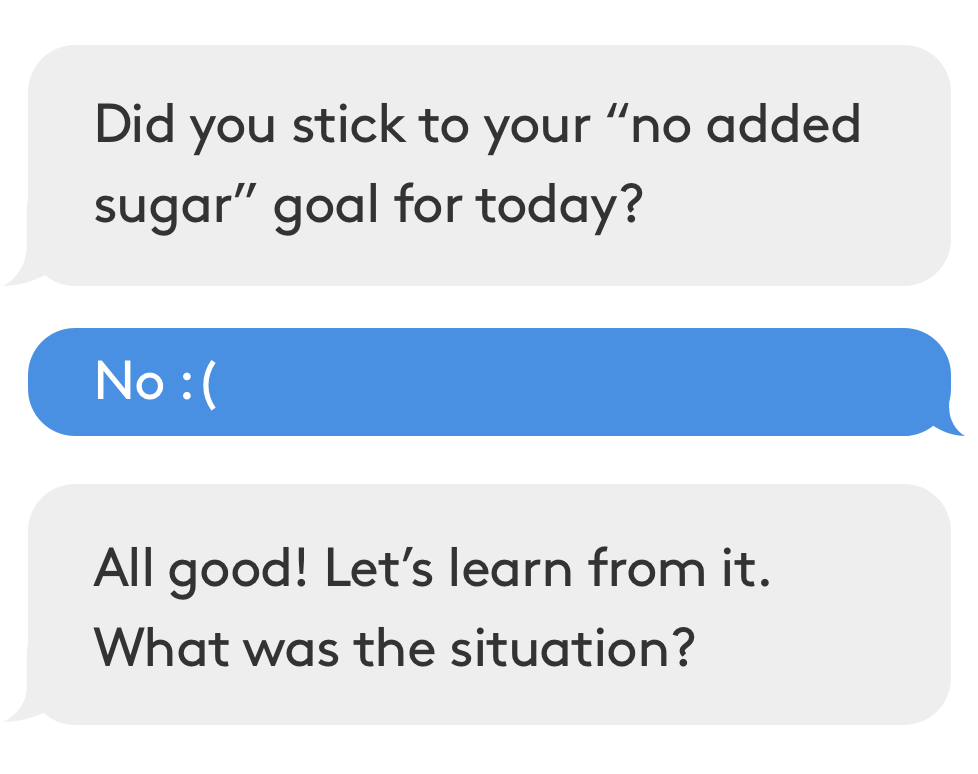 Did you stick to your “no added
sugar” goal for today?
No :(
All good! Let’s learn from it.
What was the situation?